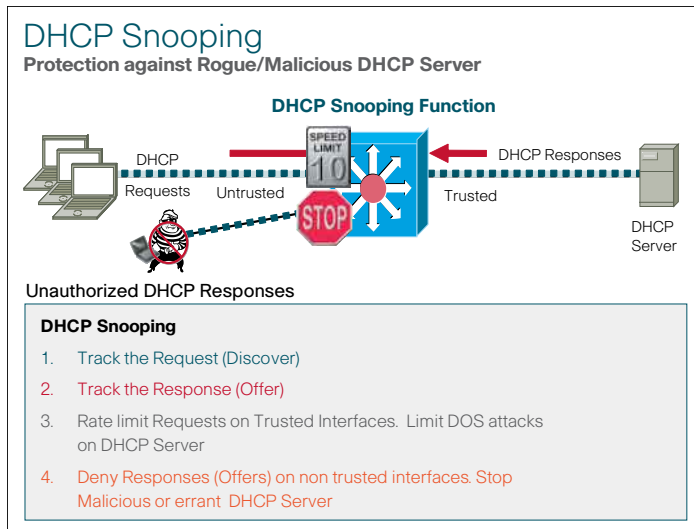 DHCP Snooping
Protection against Rogue/Malicious DHCP Server
DHCP Snooping Function
SPEED
LIMIT
10
DHCP
Requests
Untrusted
DHCP Responses
Trusted
STOP
DHCP
Server
Unauthorized DHCP Responses
DHCP Snooping
1. Track the Request (Discover)
2. Track the Response (Offer)
3. Rate limit Requests on Trusted Interfaces. Limit DOS attacks
on DHCP Server
4. Deny Responses (Offers) on non trusted interfaces. Stop
Malicious or errant DHCP Server